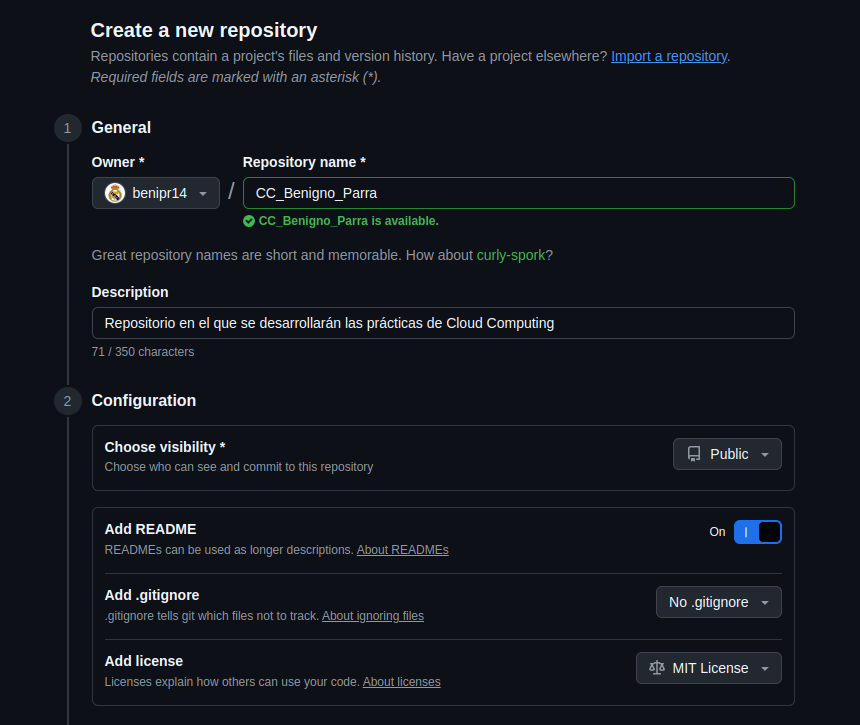 Create a new repository
Repositories contain a project's files and version history. Have a project elsewhere? Import a repository.
Required fields are marked with an asterisk (*).
1
General
Owner *
Repository name *
benipr14
/
CC_Benigno_Parra
CC_Benigno_Parra is available.
Great repository names are short and memorable. How about curly-spork?
Description
Repositorio en el que se desarrollarán las prácticas de Cloud Computing
71 / 350 characters
2
Configuration
Choose visibility *
Choose who can see and commit to this repository
Public
Add README
READMEs can be used as longer descriptions. About READMEs
On
Add .gitignore
.gitignore tells git which files not to track. About ignoring files
No .gitignore
Add license
Licenses explain how others can use your code. About licenses
MIT License